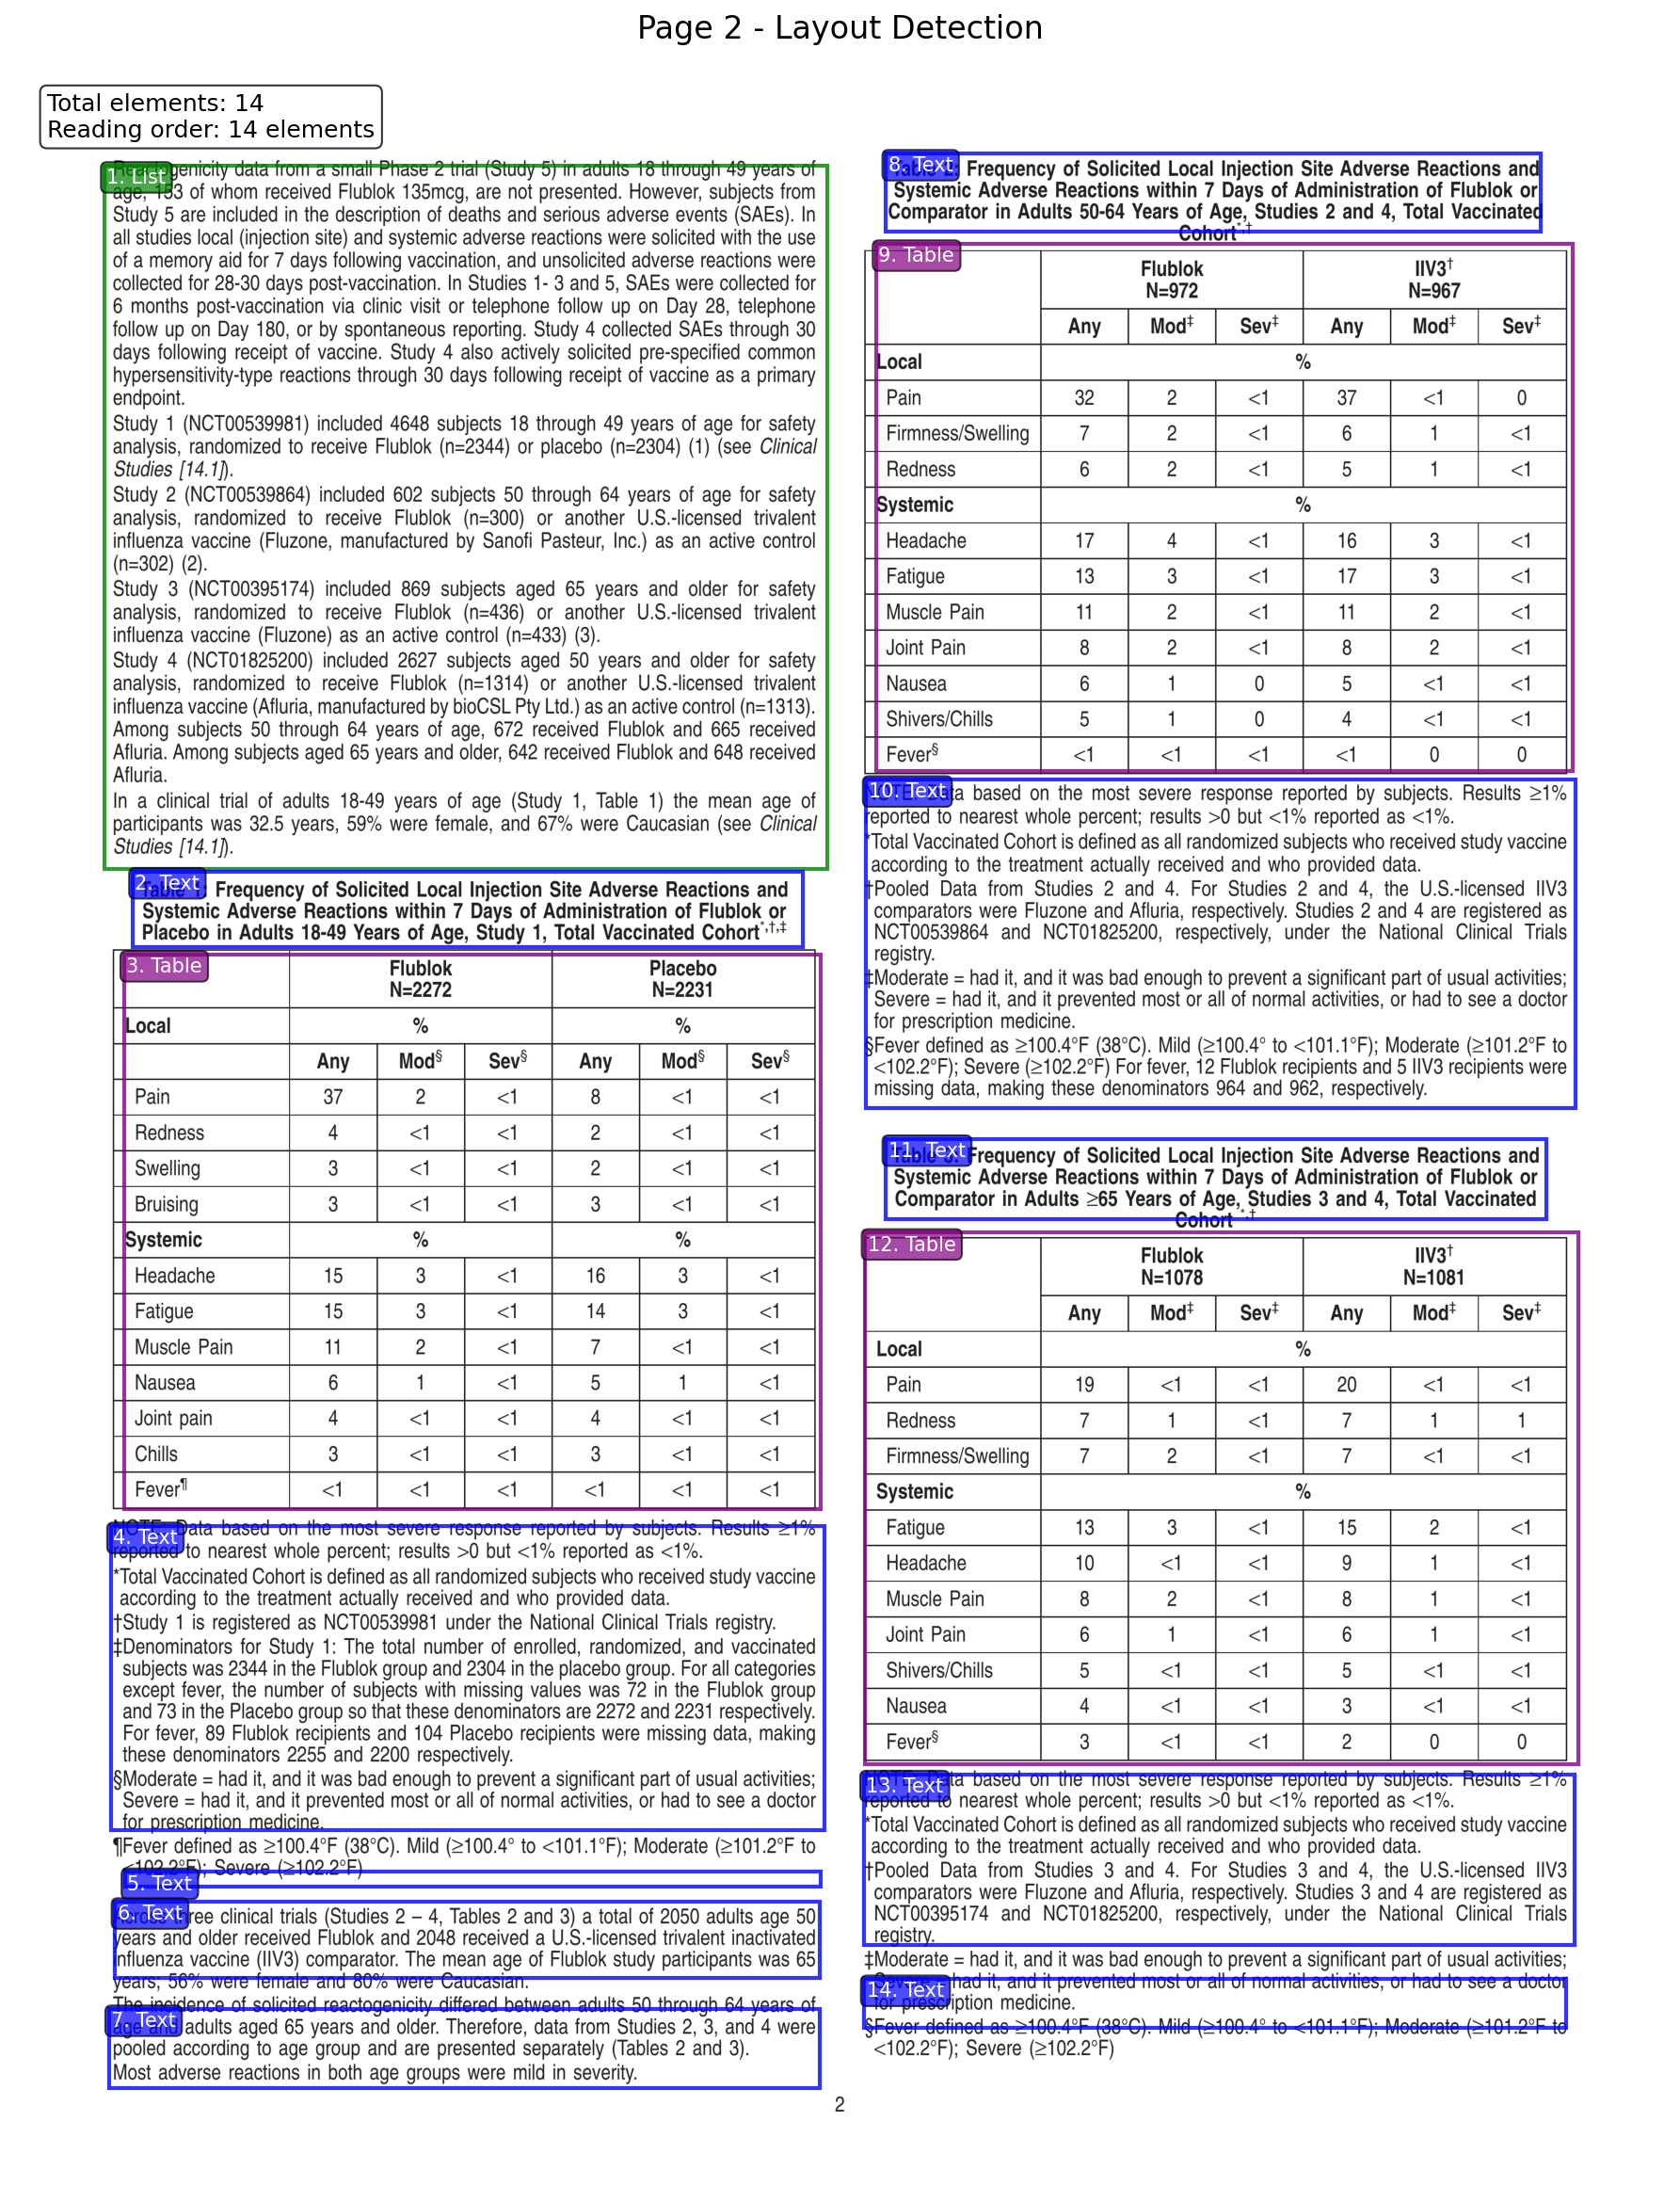 Page 2 - Layout Detection
Total elements: 14
Reading order: 14 elements
1. List
genicity data from a small Phase 2 trial (Study 5) in adults 18 through 49 years of
age, 153 of whom received Flublok 135mcg, are not presented. However, subjects from
Study 5 are included in the description of deaths and serious adverse events (SAEs). In
all studies local (injection site) and systemic adverse reactions were solicited with the use
of a memory aid for 7 days following vaccination, and unsolicited adverse reactions were
collected for 28-30 days post-vaccination. In Studies 1- 3 and 5, SAEs were collected for
6 months post-vaccination via clinic visit or telephone follow up on Day 28, telephone
follow up on Day 180, or by spontaneous reporting. Study 4 collected SAEs through 30
days following receipt of vaccine. Study 4 also actively solicited pre-specified common
hypersensitivity-type reactions through 30 days following receipt of vaccine as a primary
endpoint.
Study 1 (NCT00539981) included 4648 subjects 18 through 49 years of age for safety
analysis, randomized to receive Flublok (n=2344) or placebo (n=2304) (1) (see Clinical
Studies [14.1]).
Study 2 (NCT00539864) included 602 subjects 50 through 64 years of age for safety
analysis, randomized to receive Flublok (n=300) or another U.S.-licensed trivalent
influenza vaccine (Fluzone, manufactured by Sanofi Pasteur, Inc.) as an active control
(n=302) (2).
Study 3 (NCT00395174) included 869 subjects aged 65 years and older for safety
analysis, randomized to receive Flublok (n=436) or another U.S.-licensed trivalent
influenza vaccine (Fluzone) as an active control (n=433) (3).
Study 4 (NCT01825200) included 2627 subjects aged 50 years and older for safety
analysis, randomized to receive Flublok (n=1314) or another U.S.-licensed trivalent
influenza vaccine (Afluria, manufactured by bioCSL Pty Ltd.) as an active control (n=1313).
Among subjects 50 through 64 years of age, 672 received Flublok and 665 received
Afluria. Among subjects aged 65 years and older, 642 received Flublok and 648 received
Afluria.
In a clinical trial of adults 18-49 years of age (Study 1, Table 1) the mean age of
participants was 32.5 years, 59% were female, and 67% were Caucasian (see Clinical
Studies [14.1]).
2. Text
Table 1: Frequency of Solicited Local Injection Site Adverse Reactions and
Systemic Adverse Reactions within 7 Days of Administration of Flublok or
Placebo in Adults 18-49 Years of Age, Study 1, Total Vaccinated Cohort*,†,‡
3. Table
Flublok Placebo
N=2272 N=2231
Local % %
Any Mod§ Sev§ Any Mod§ Sev§
Pain 37 2 <1 8 <1 <1
Redness 4 <1 <1 2 <1 <1
Swelling 3 <1 <1 2 <1 <1
Bruising 3 <1 <1 3 <1 <1
Systemic % %
Headache 15 3 <1 16 3 <1
Fatigue 15 3 <1 14 3 <1
Muscle Pain 11 2 <1 7 <1 <1
Nausea 6 1 <1 5 1 <1
Joint pain 4 <1 <1 4 <1 <1
Chills 3 <1 <1 3 <1 <1
Fever¶ <1 <1 <1 <1 <1 <1
4. Text
NOTE: Data based on the most severe response reported by subjects. Results ≥1%
reported to nearest whole percent; results >0 but <1% reported as <1%.
*Total Vaccinated Cohort is defined as all randomized subjects who received study vaccine
according to the treatment actually received and who provided data.
†Study 1 is registered as NCT00539981 under the National Clinical Trials registry.
‡Denominators for Study 1: The total number of enrolled, randomized, and vaccinated
subjects was 2344 in the Flublok group and 2304 in the placebo group. For all categories
except fever, the number of subjects with missing values was 72 in the Flublok group
and 73 in the Placebo group so that these denominators are 2272 and 2231 respectively.
For fever, 89 Flublok recipients and 104 Placebo recipients were missing data, making
these denominators 2255 and 2200 respectively.
§Moderate = had it, and it was bad enough to prevent a significant part of usual activities;
Severe = had it, and it prevented most or all of normal activities, or had to see a doctor
for prescription medicine.
¶Fever defined as ≥100.4°F (38°C). Mild (≥100.4° to <101.1°F); Moderate (≥101.2°F to
<102.2°F); Severe (≥102.2°F)
5. Text
6. Text
three clinical trials (Studies 2 – 4, Tables 2 and 3) a total of 2050 adults age 50
years and older received Flublok and 2048 received a U.S.-licensed trivalent inactivated
influenza vaccine (IIV3) comparator. The mean age of Flublok study participants was 65
years; 56% were female and 80% were Caucasian.
The incidence of solicited reactogenicity differed between adults 50 through 64 years of
7. Text
age and adults aged 65 years and older. Therefore, data from Studies 2, 3, and 4 were
pooled according to age group and are presented separately (Tables 2 and 3).
Most adverse reactions in both age groups were mild in severity.
8. Text
Table 2: Frequency of Solicited Local Injection Site Adverse Reactions and
Systemic Adverse Reactions within 7 Days of Administration of Flublok or
Comparator in Adults 50-64 Years of Age, Studies 2 and 4, Total Vaccinated
Cohort*,†
9. Table
Flublok IIV3†
N=972 N=967
Any Mod‡ Sev‡ Any Mod‡ Sev‡
Local %
Pain 32 2 <1 37 <1 0
Firmness/Swelling 7 2 <1 6 1 <1
Redness 6 2 <1 5 1 <1
Systemic %
Headache 17 4 <1 16 3 <1
Fatigue 13 3 <1 17 3 <1
Muscle Pain 11 2 <1 11 2 <1
Joint Pain 8 2 <1 8 2 <1
Nausea 6 1 0 5 <1 <1
Shivers/Chills 5 1 0 4 <1 <1
Fever§ <1 <1 <1 <1 0 0
10. Text
NOTE: Data based on the most severe response reported by subjects. Results ≥1%
reported to nearest whole percent; results >0 but <1% reported as <1%.
*Total Vaccinated Cohort is defined as all randomized subjects who received study vaccine
according to the treatment actually received and who provided data.
†Pooled Data from Studies 2 and 4. For Studies 2 and 4, the U.S.-licensed IIV3
comparators were Fluzone and Afluria, respectively. Studies 2 and 4 are registered as
NCT00539864 and NCT01825200, respectively, under the National Clinical Trials
registry.
‡Moderate = had it, and it was bad enough to prevent a significant part of usual activities;
Severe = had it, and it prevented most or all of normal activities, or had to see a doctor
for prescription medicine.
§Fever defined as ≥100.4°F (38°C). Mild (≥100.4° to <101.1°F); Moderate (≥101.2°F to
<102.2°F); Severe (≥102.2°F) For fever, 12 Flublok recipients and 5 IIV3 recipients were
missing data, making these denominators 964 and 962, respectively.
11. Text
Table 3: Frequency of Solicited Local Injection Site Adverse Reactions and
Systemic Adverse Reactions within 7 Days of Administration of Flublok or
Comparator in Adults ≥65 Years of Age, Studies 3 and 4, Total Vaccinated
Cohort*,†
12. Table
Flublok IIV3†
N=1078 N=1081
Any Mod‡ Sev‡ Any Mod‡ Sev‡
Local %
Pain 19 <1 <1 20 <1 <1
Redness 7 1 <1 7 1 1
Firmness/Swelling 7 2 <1 7 <1 <1
Systemic %
Fatigue 13 3 <1 15 2 <1
Headache 10 <1 <1 9 1 <1
Muscle Pain 8 2 <1 8 1 <1
Joint Pain 6 1 <1 6 1 <1
Shivers/Chills 5 <1 <1 5 <1 <1
Nausea 4 <1 <1 3 <1 <1
Fever§ 3 <1 <1 2 0 0
13. Text
NOTE: Data based on the most severe response reported by subjects. Results ≥1%
reported to nearest whole percent; results >0 but <1% reported as <1%.
*Total Vaccinated Cohort is defined as all randomized subjects who received study vaccine
according to the treatment actually received and who provided data.
†Pooled Data from Studies 3 and 4. For Studies 3 and 4, the U.S.-licensed IIV3
comparators were Fluzone and Afluria, respectively. Studies 3 and 4 are registered as
NCT00395174 and NCT01825200, respectively, under the National Clinical Trials
registry.
‡Moderate = had it, and it was bad enough to prevent a significant part of usual activities;
14. Text
Severe = had it, and it prevented most or all of normal activities, or had to see a doctor
for prescription medicine.
§Fever defined as ≥100.4°F (38°C). Mild (≥100.4° to <101.1°F); Moderate (≥101.2°F to
<102.2°F); Severe (≥102.2°F)
2